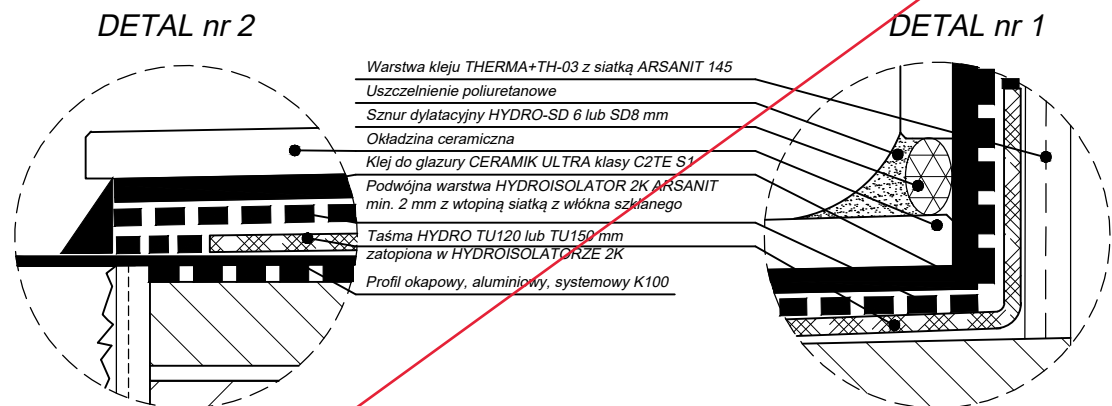 DETAL nr 2
DETAL nr 1
Warstwa kleju THERMA+TH-03 z siatką ARSANIT 145
Uszczelnienie poliuretanowe
Sznur dylatacyjny HYDRO-SD 6 lub SD8 mm
Okładzina ceramiczna
Klej do glazury CERAMIK ULTRA klasy C2TE S1
Podwójna warstwa HYDROISOLATOR 2K ARSANIT
min. 2 mm z wtopiną siatką z włókna szklanego
Taśma HYDRO TU120 lub TU150 mm
zatopiona w HYDROISOLATORZE 2K
Profil okapowy, aluminiowy, systemowy K100